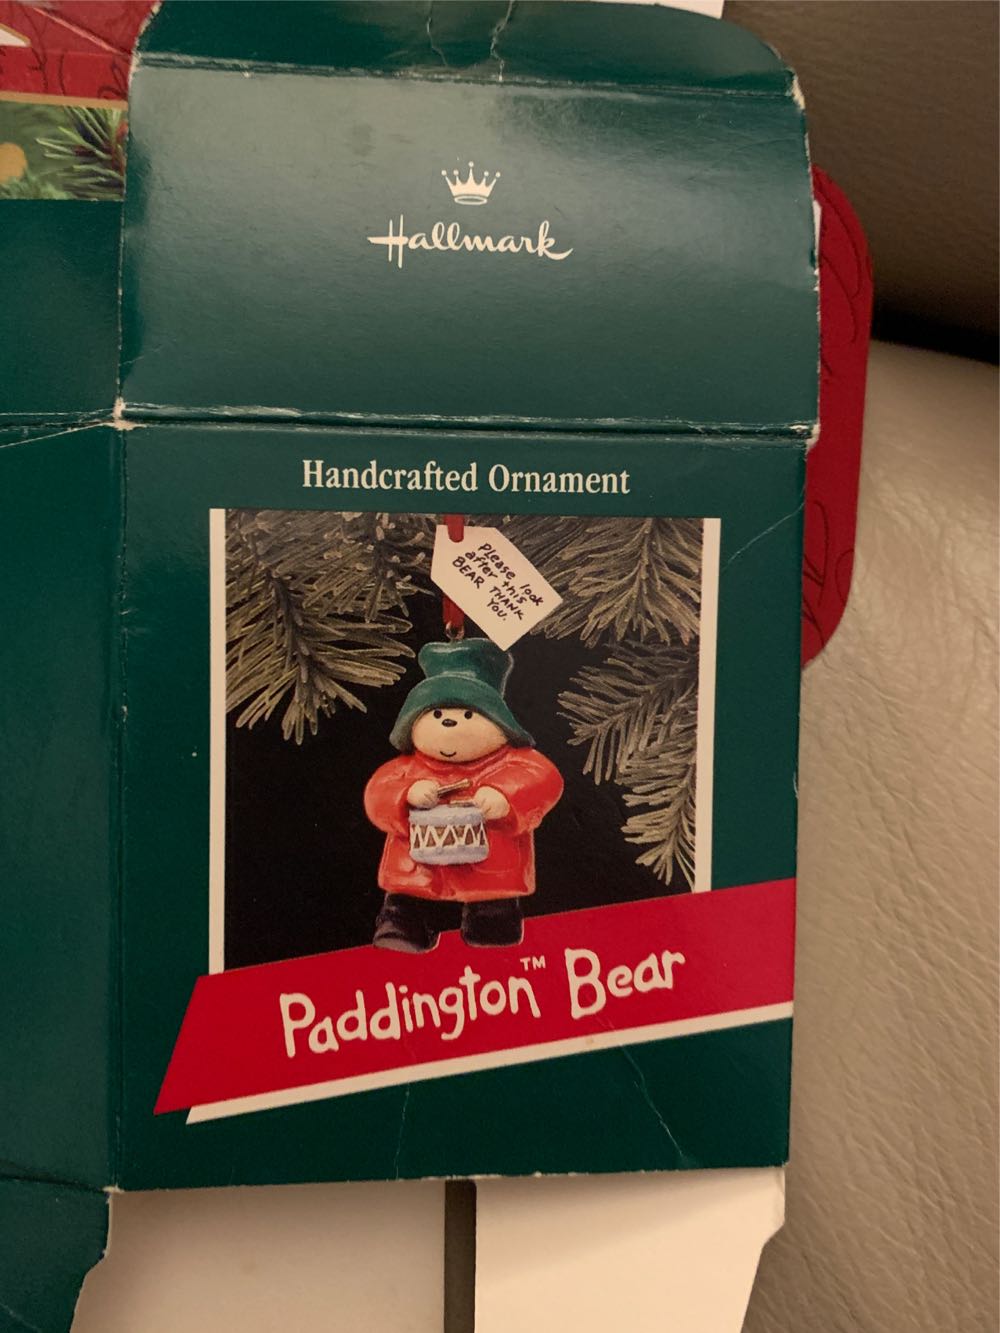 Hallmark
Handcrafted Ornament
Please look
after this
BEAR THANK
YOU.
Paddington™ Bear